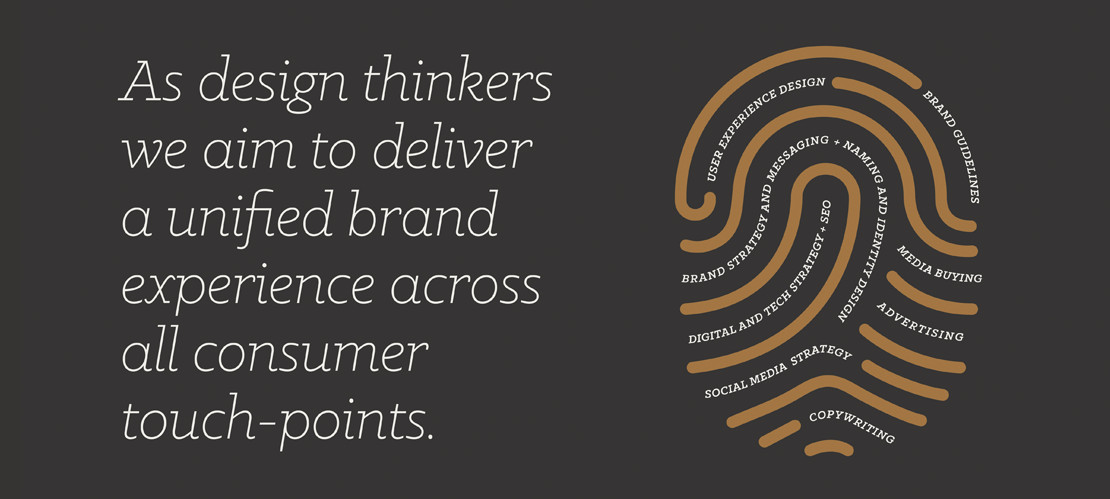 As design thinkers
we aim to deliver
a unified brand
experience across
all consumer
touch-points.
USER EXPERIENCE DESIGN
BRAND GUIDELINES
BRAND STRATEGY AND MESSAGING + NAMING AND IDENTITY DESIGN
DIGITAL AND TECH STRATEGY + SEO
MEDIA BUYING
ADVERTISING
SOCIAL MEDIA STRATEGY
COPYWRITING